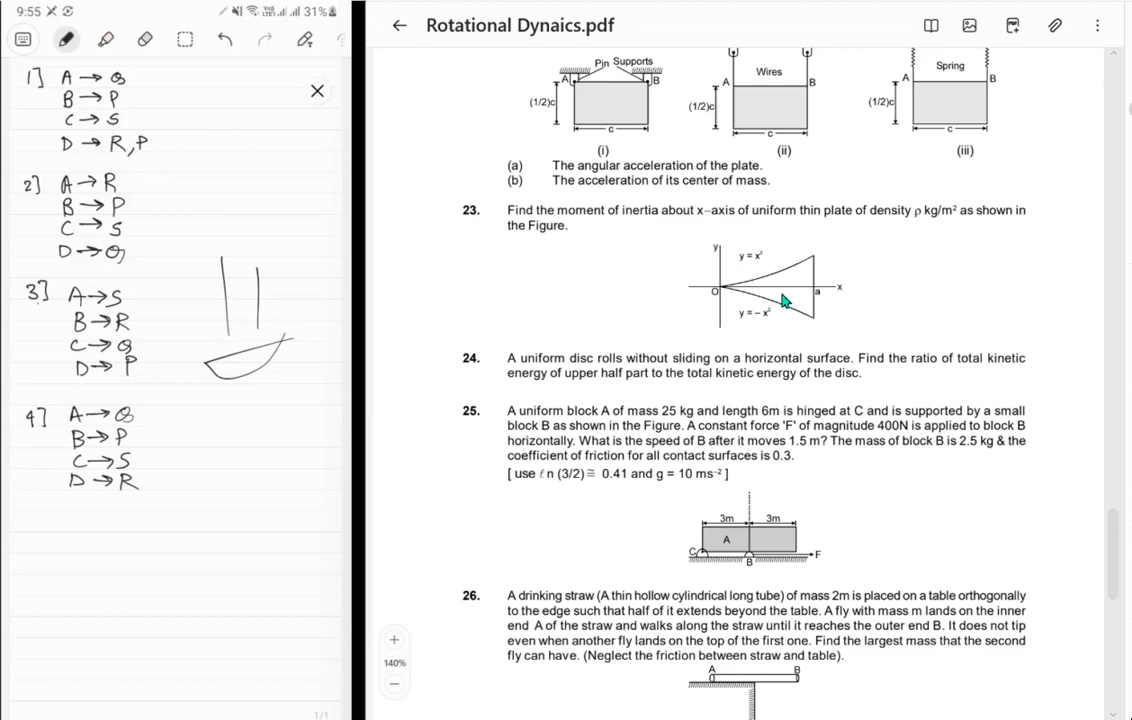 9:55
31%
1] A → Q
B → P
C → S
D → R, P
2] A → R
B → P
C → S
D → Q
3] A → S
B → R
C → Q
D → P
4] A → Q
B → P
C → S
D → R
1/1
Rotational Dynaics.pdf
Pin Supports
A B
(1/2)c
c
(i)
Wires
A B
(1/2)c
c
(ii)
Spring
A B
(1/2)c
c
(iii)
(a) The angular acceleration of the plate.
(b) The acceleration of its center of mass.
23. Find the moment of inertia about x–axis of uniform thin plate of density ρ kg/m² as shown in
the Figure.
y
y = x²
O a x
y = – x²
24. A uniform disc rolls without sliding on a horizontal surface. Find the ratio of total kinetic
energy of upper half part to the total kinetic energy of the disc.
25. A uniform block A of mass 25 kg and length 6m is hinged at C and is supported by a small
block B as shown in the Figure. A constant force 'F' of magnitude 400N is applied to block B
horizontally. What is the speed of B after it moves 1.5 m? The mass of block B is 2.5 kg & the
coefficient of friction for all contact surfaces is 0.3.
[ use ℓ n (3/2) ≅ 0.41 and g = 10 ms⁻² ]
3m 3m
A
C
B
F
26. A drinking straw (A thin hollow cylindrical long tube) of mass 2m is placed on a table orthogonally
to the edge such that half of it extends beyond the table. A fly with mass m lands on the inner
end A of the straw and walks along the straw until it reaches the outer end B. It does not tip
even when another fly lands on the top of the first one. Find the largest mass that the second
fly can have. (Neglect the friction between straw and table).
A B
140%